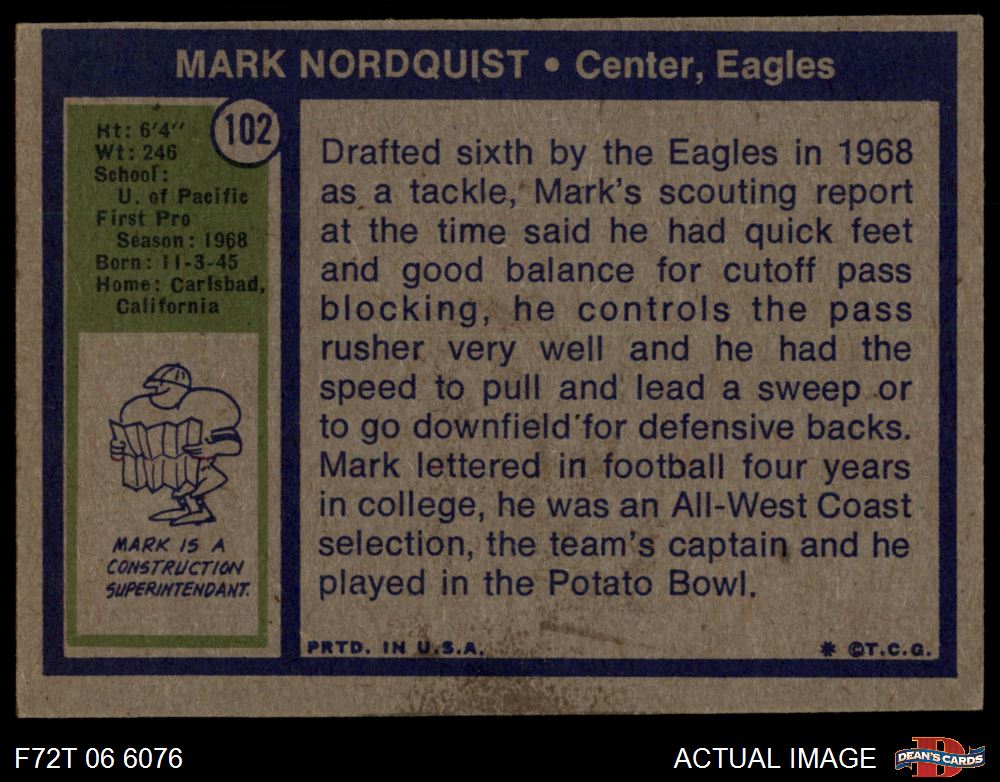 MARK NORDQUIST • Center, Eagles
102
Ht: 6'4"
Wt: 246
School:
U. of Pacific
First Pro
Season: 1968
Born: 11-3-45
Home: Carlsbad,
California
MARK IS A
CONSTRUCTION
SUPERINTENDANT.
Drafted sixth by the Eagles in 1968
as a tackle, Mark's scouting report
at the time said he had quick feet
and good balance for cutoff pass
blocking, he controls the pass
rusher very well and he had the
speed to pull and lead a sweep or
to go downfield for defensive backs.
Mark lettered in football four years
in college, he was an All-West Coast
selection, the team's captain and he
played in the Potato Bowl.
PRTD. IN U.S.A.
* ©T.C.G.
F72T 06 6076
ACTUAL IMAGE
D
DEAN'S CARDS